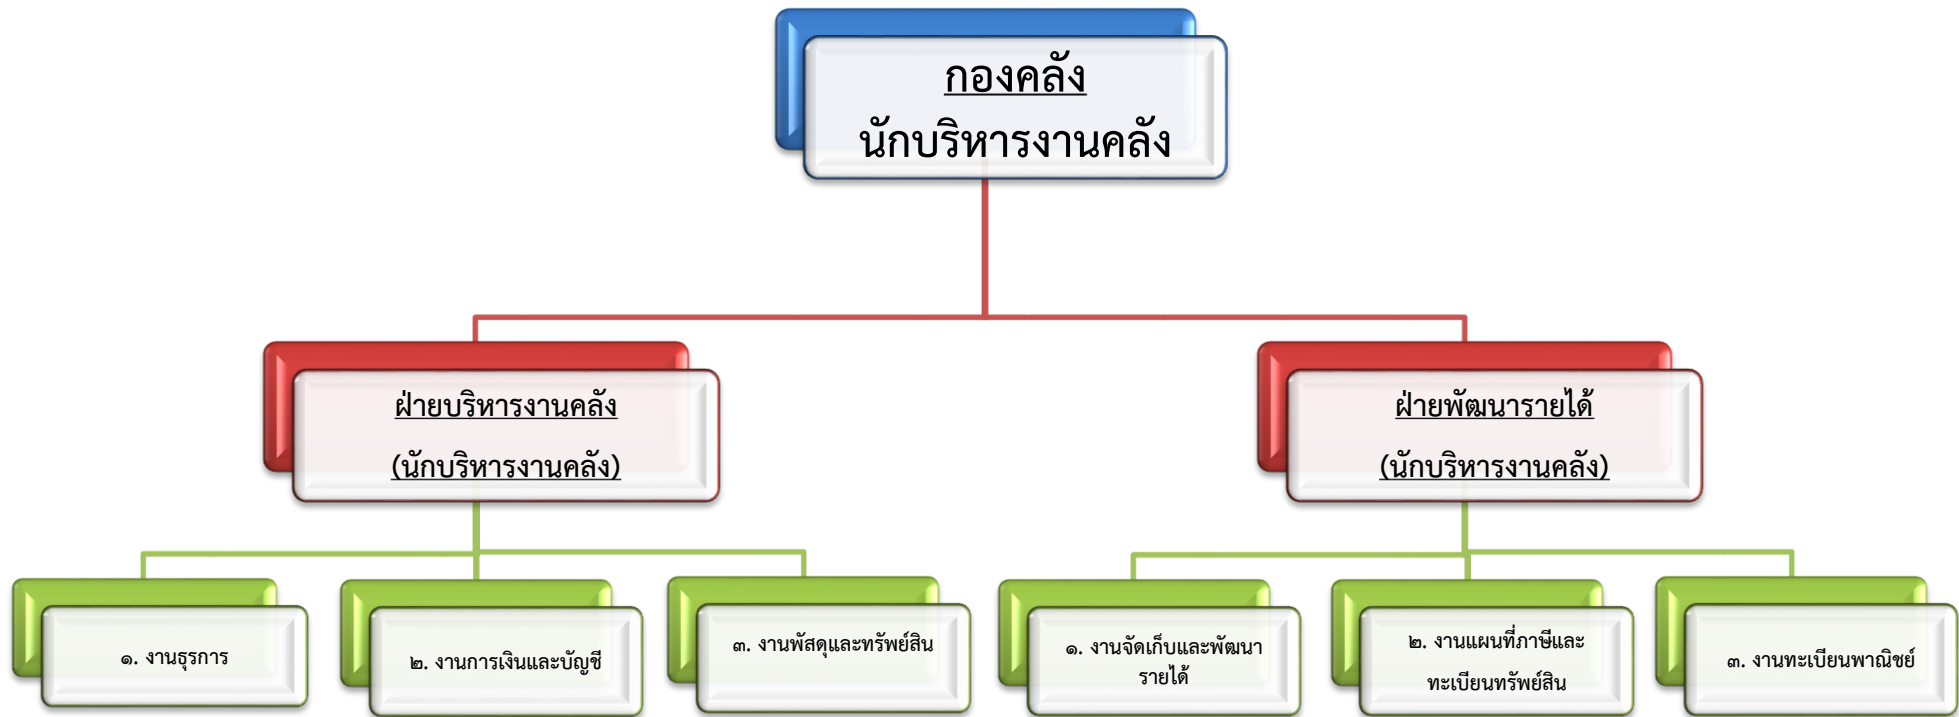 กองคลัง
นักบริหารงานคลัง
ฝ่ายบริหารงานคลัง
(นักบริหารงานคลัง)
ฝ่ายพัฒนารายได้
(นักบริหารงานคลัง)
๑. งานธุรการ
๒. งานการเงินและบัญชี
๓. งานพัสดุและทรัพย์สิน
๑. งานจัดเก็บและพัฒนา
รายได้
๒. งานแผนที่ภาษีและ
ทะเบียนทรัพย์สิน
๓. งานทะเบียนพาณิชย์